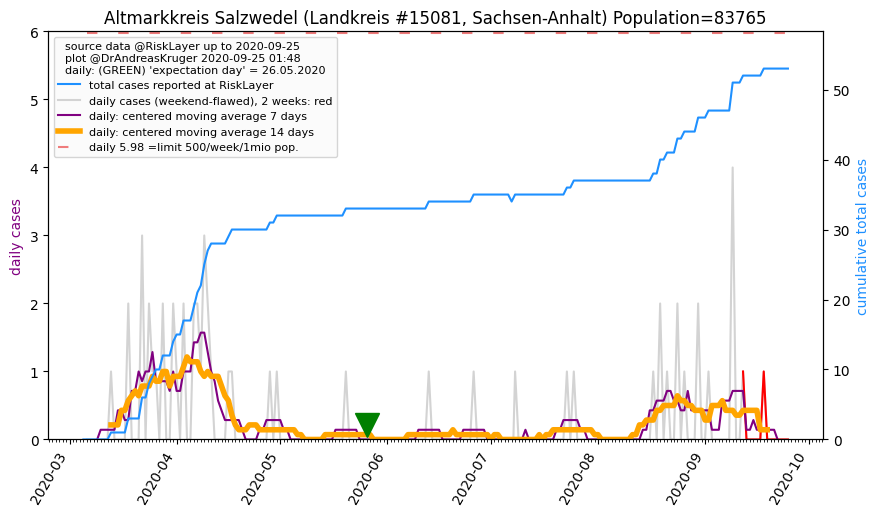 Altmarkkreis Salzwedel (Landkreis #15081, Sachsen-Anhalt) Population=83765
source data @RiskLayer up to 2020-09-25
plot @DrAndreasKruger 2020-09-25 01:48
daily: (GREEN) 'expectation day' = 26.05.2020
total cases reported at RiskLayer
daily cases (weekend-flawed), 2 weeks: red
daily: centered moving average 7 days
daily: centered moving average 14 days
daily 5.98 =limit 500/week/1mio pop.
daily cases
6
5
4
3
2
1
0
cumulative total cases
50
40
30
20
10
0
2020-03
2020-04
2020-05
2020-06
2020-07
2020-08
2020-09
2020-10